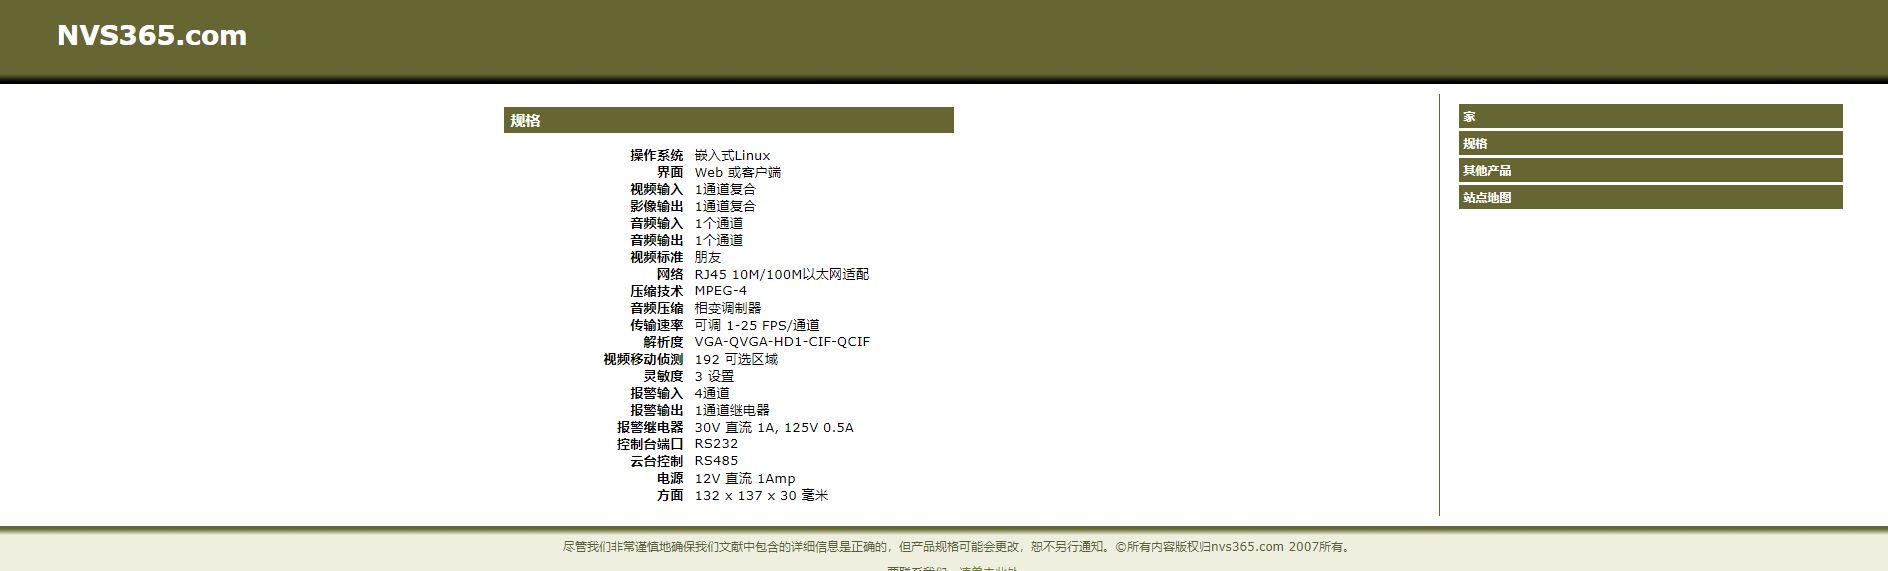 NVS365.com
规格
操作系统 嵌入式Linux
界面 Web 或客户端
视频输入 1通道复合
影像输出 1通道复合
音频输入 1个通道
音频输出 1个通道
视频标准 朋友
网络 RJ45 10M/100M以太网适配
压缩技术 MPEG-4
音频压缩 相变调制器
传输速率 可调 1-25 FPS/通道
解析度 VGA-QVGA-HD1-CIF-QCIF
视频移动侦测 192 可选区域
灵敏度 3 设置
报警输入 4通道
报警输出 1通道继电器
报警继电器 30V 直流 1A, 125V 0.5A
控制台端口 RS232
云台控制 RS485
电源 12V 直流 1Amp
方面 132 x 137 x 30 毫米
家
规格
其他产品
站点地图
尽管我们非常谨慎地确保我们文献中包含的详细信息是正确的，但产品规格可能会更改，恕不另行通知。©所有内容版权归nvs365.com 2007所有。